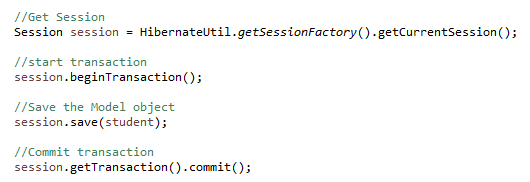 //Get Session
Session session = HibernateUtil.getSessionFactory().getCurrentSession();
//start transaction
session.beginTransaction();
//Save the Model object
session.save(student);
//Commit transaction
session.getTransaction().commit();